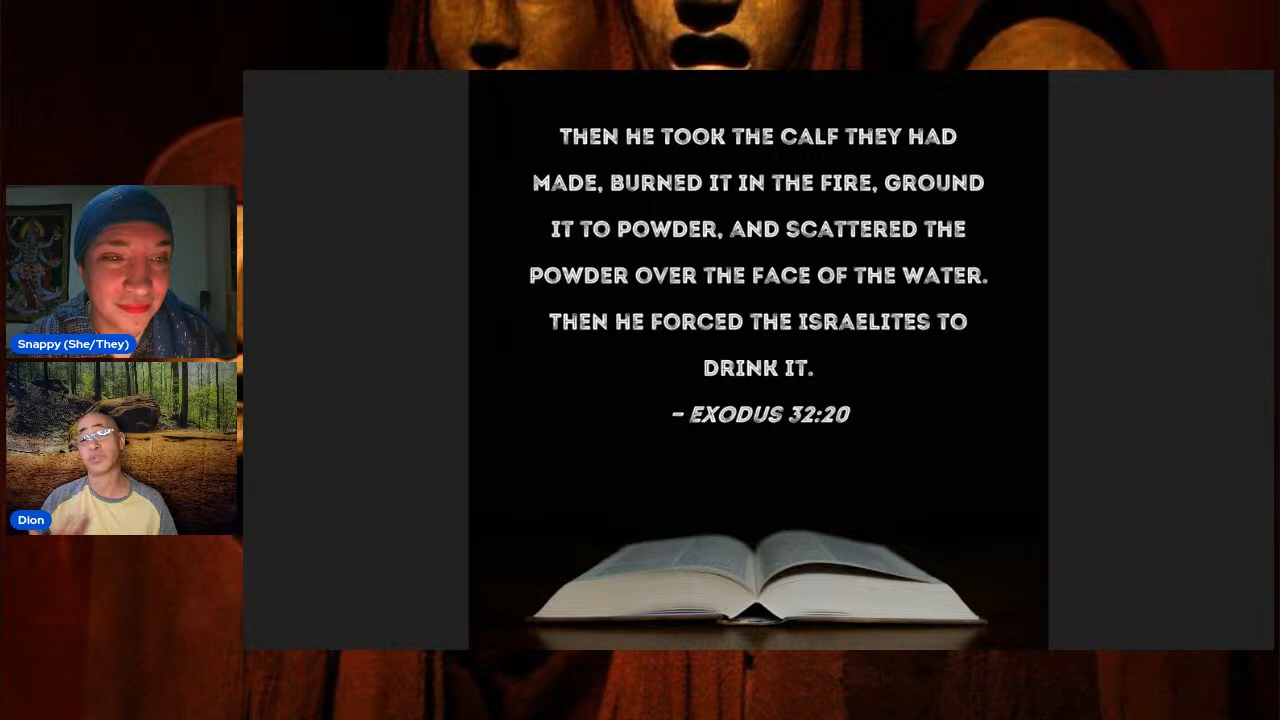 THEN HE TOOK THE CALF THEY HAD
MADE, BURNED IT IN THE FIRE, GROUND
IT TO POWDER, AND SCATTERED THE
POWDER OVER THE FACE OF THE WATER.
THEN HE FORCED THE ISRAELITES TO
DRINK IT.
– EXODUS 32:20
Snappy (She/They)
Dion